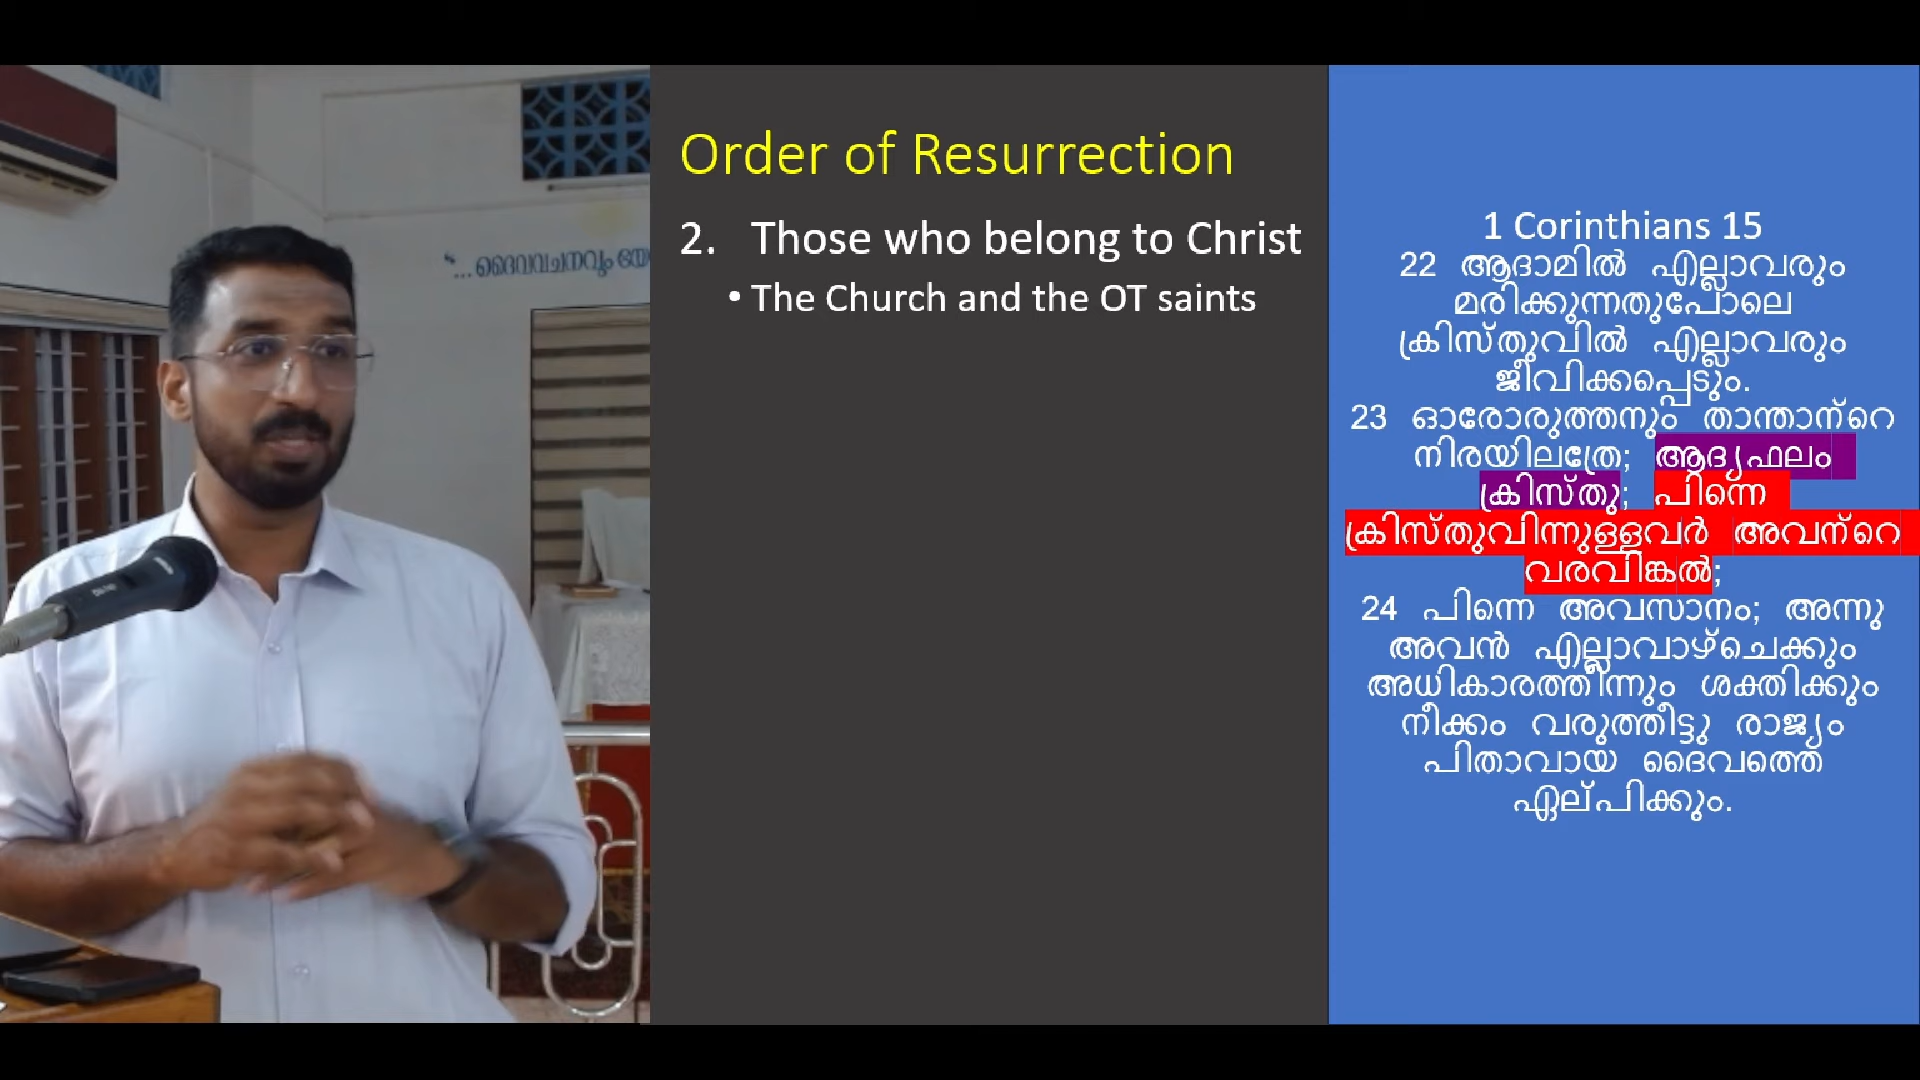 "...ദൈവവചനവും
Order of Resurrection
2. Those who belong to Christ
• The Church and the OT saints
1 Corinthians 15
22 ആദാമിൽ എല്ലാവരും
മരിക്കുന്നതുപോലെ
ക്രിസ്തുവിൽ എല്ലാവരും
ജീവിക്കപ്പെടും.
23 ഓരോരുത്തനും താന്താന്റെ
നിരയിലത്രേ; ആദ്യഫലം
ക്രിസ്തു; പിന്നെ
ക്രിസ്തുവിന്നുള്ളവർ അവന്റെ
വരവിങ്കൽ;
24 പിന്നെ അവസാനം; അന്നു
അവൻ എല്ലാവാഴ്ചെക്കും
അധികാരത്തിന്നും ശക്തിക്കും
നീക്കം വരുത്തീട്ടു രാജ്യം
പിതാവായ ദൈവത്തെ
ഏല്പിക്കും.